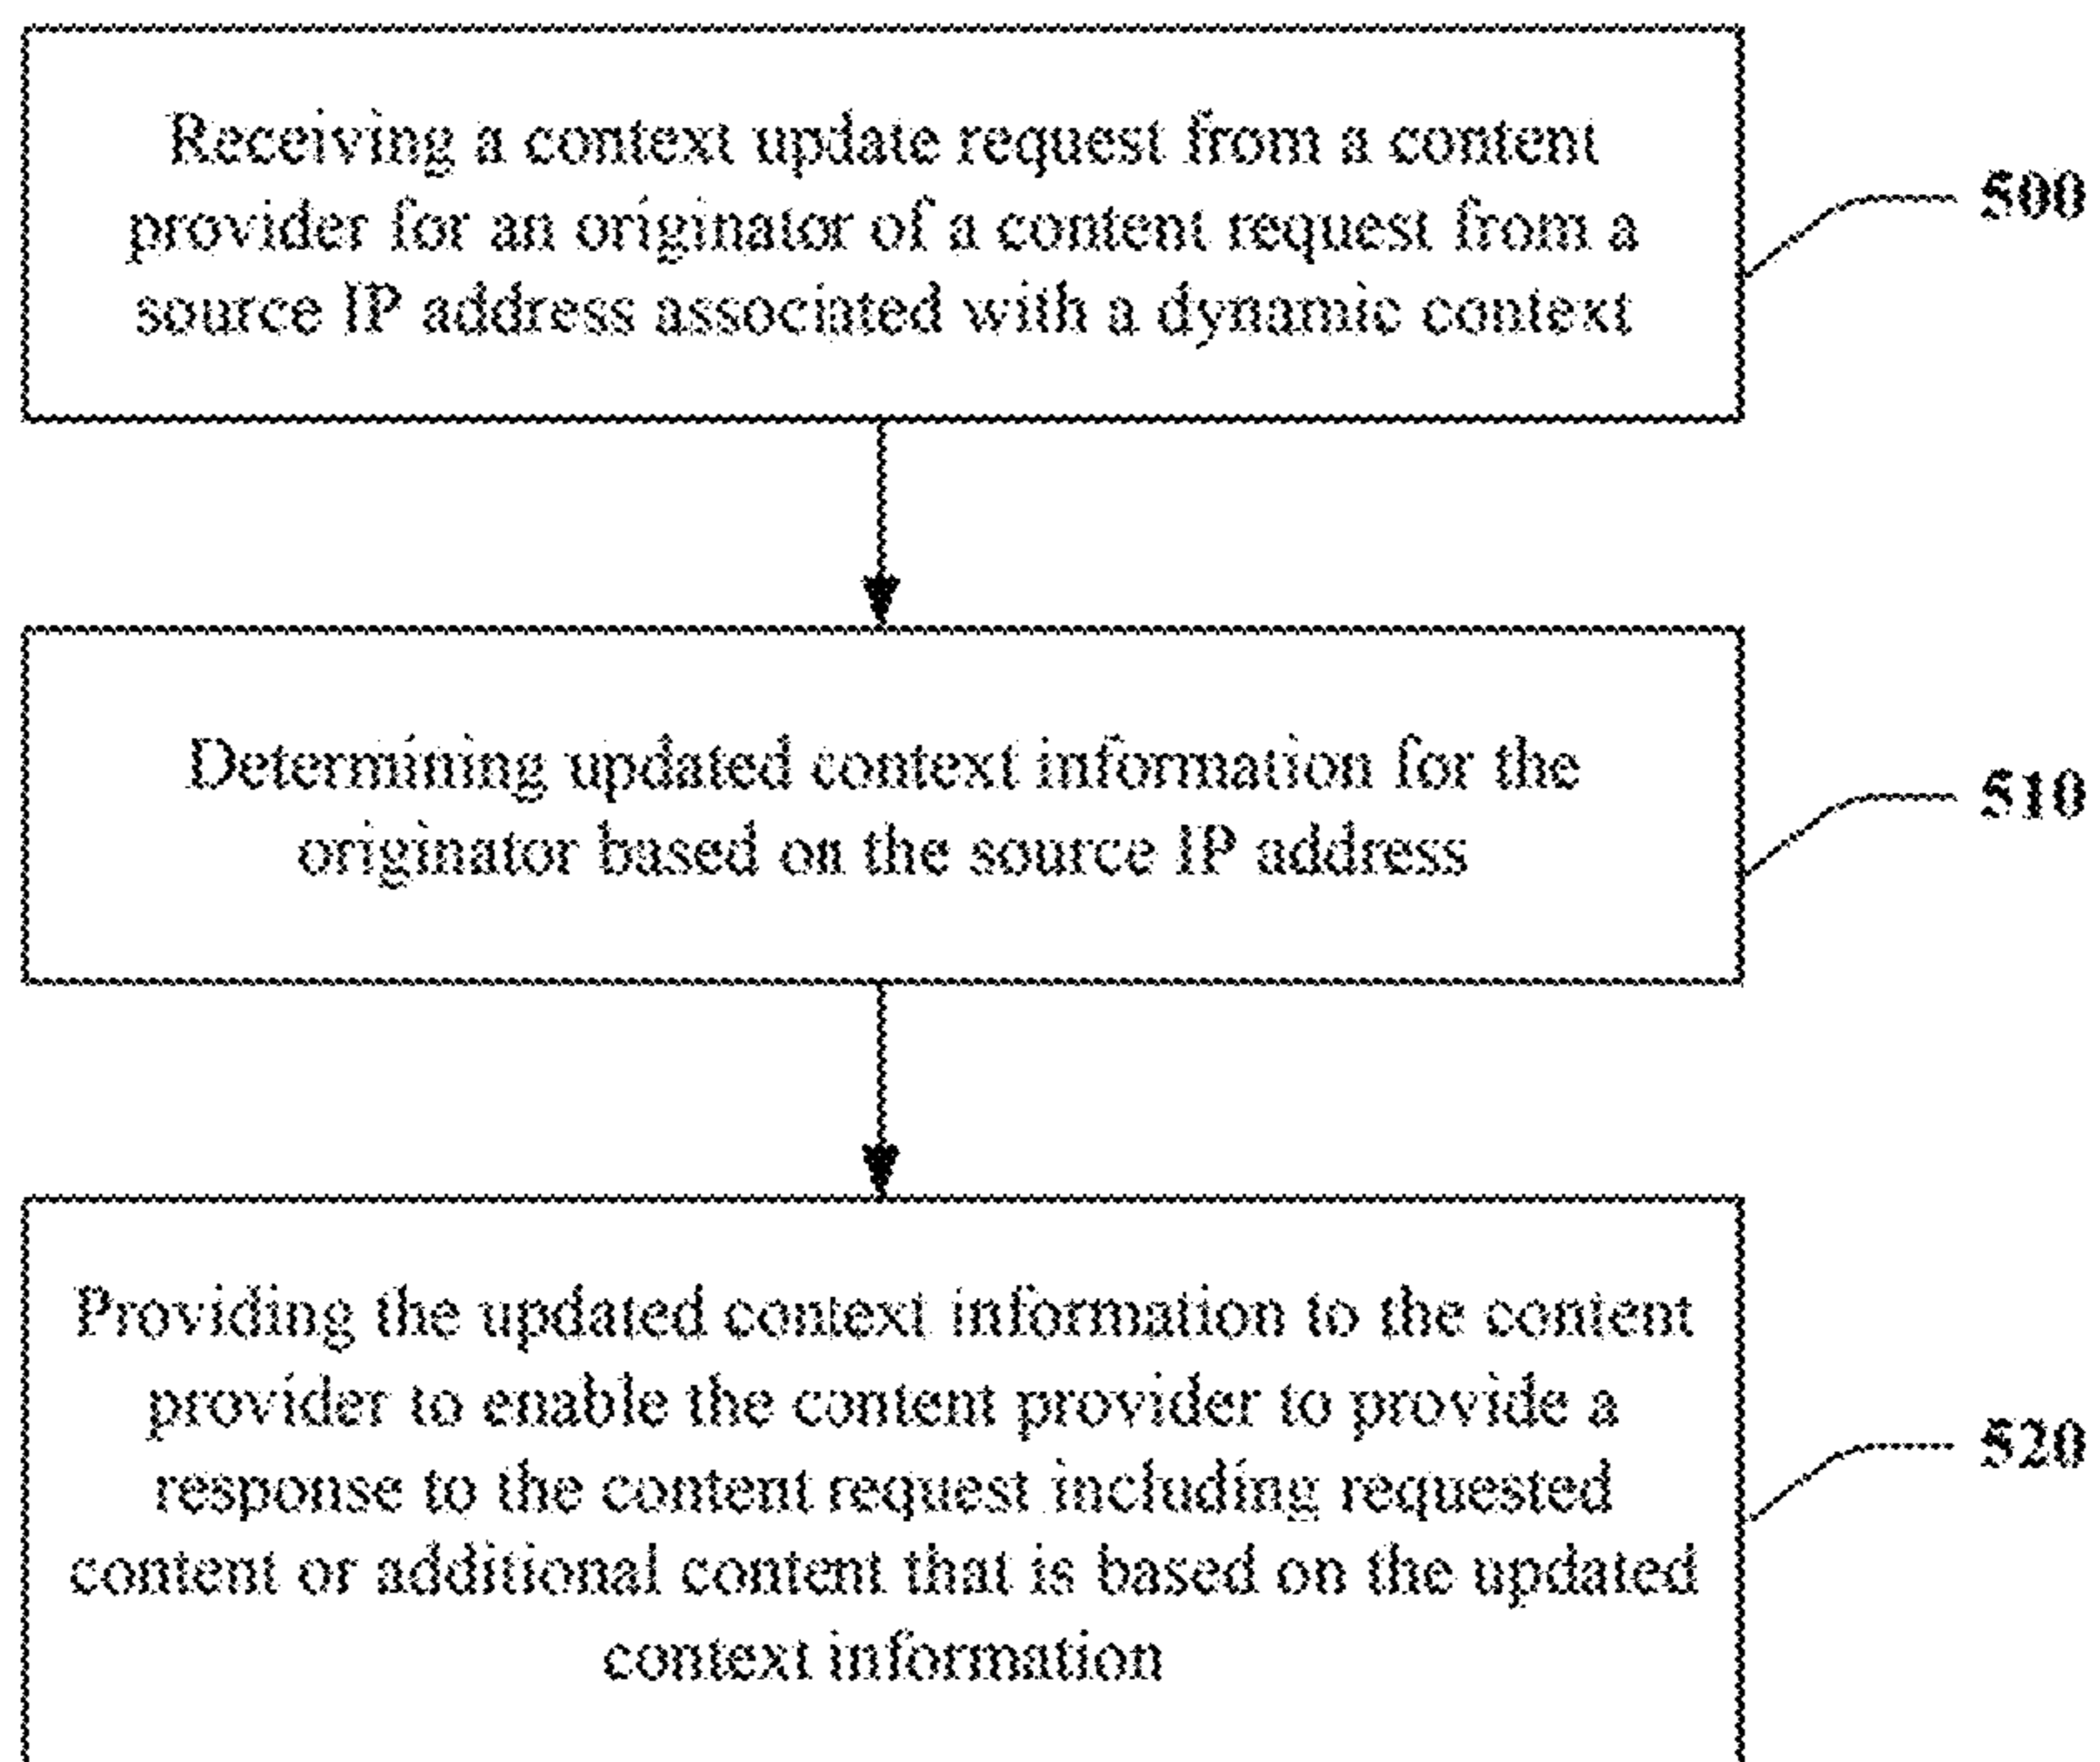 Receiving a context update request from a content
provider for an originator of a content request from a
source IP address associated with a dynamic context
500
Determining updated context information for the
originator based on the source IP address
510
Providing the updated context information to the content
provider to enable the content provider to provide a
response to the content request including requested
content or additional content that is based on the updated
context information
520